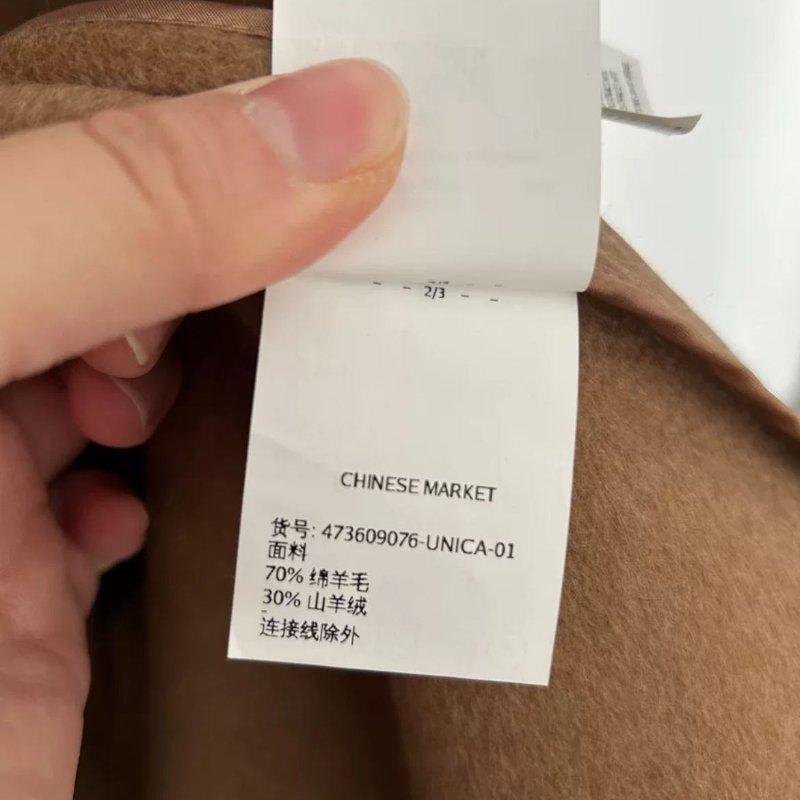 2/3
CHINESE MARKET
货号: 473609076-UNICA-01
面料
70% 绵羊毛
30% 山羊绒
-
连接线除外